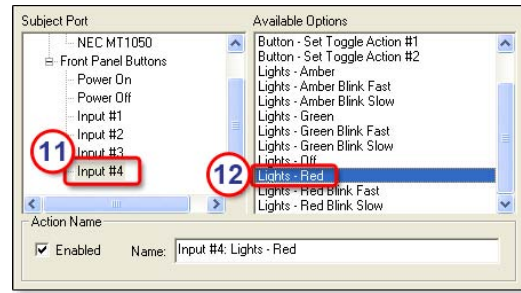 Subject Port
NEC MT1050
Front Panel Buttons
Power On
Power Off
Input #1
Input #2
Input #3
Input #4
11
Available Options
Button - Set Toggle Action #1
Button - Set Toggle Action #2
Lights - Amber
Lights - Amber Blink Fast
Lights - Amber Blink Slow
Lights - Green
Lights - Green Blink Fast
Lights - Green Blink Slow
Lights - Off
Lights - Red
Lights - Red Blink Fast
Lights - Red Blink Slow
12
Action Name
Enabled
Name: Input #4: Lights - Red